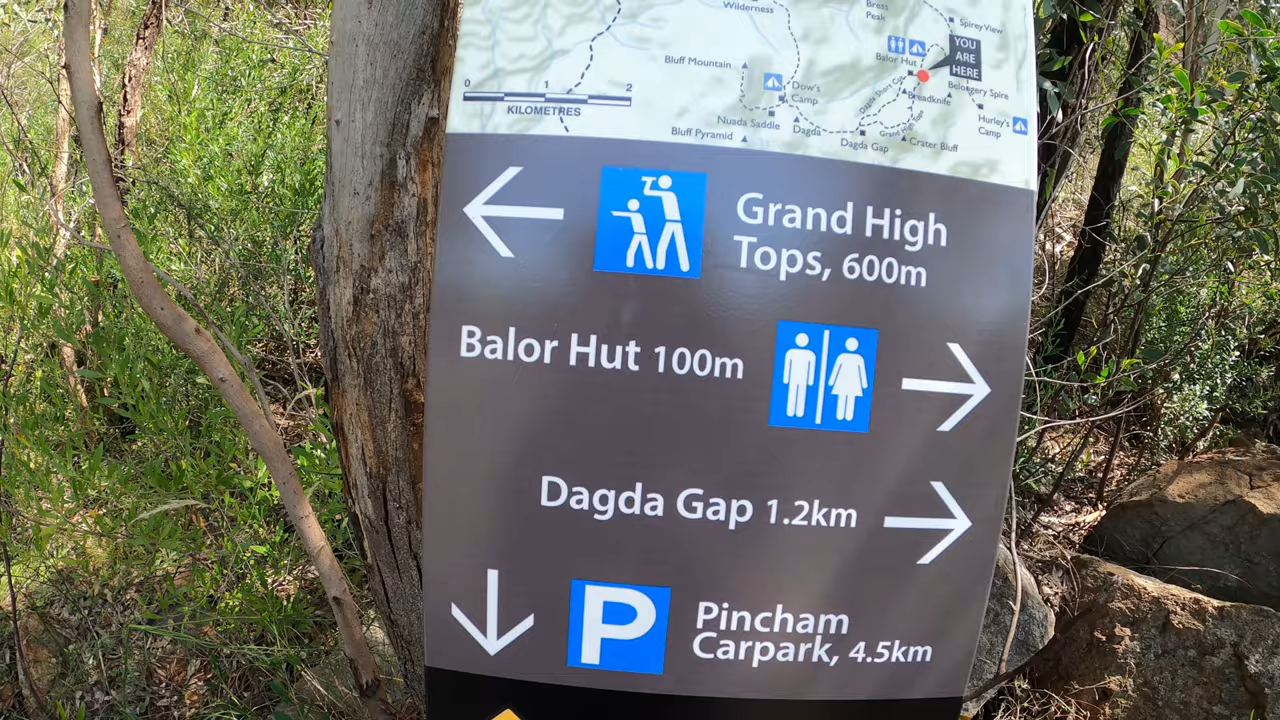 Wilderness
Bress
Peak
Spirey View
YOU
ARE
HERE
Balor Hut
Bluff Mountain
Dow's
Camp
Belougery Spire
Breadknife
0 1 2
KILOMETRES
Nuada Saddle
Dagda
Hurley's
Camp
Bluff Pyramid
Dagda Gap
Crater Bluff
Grand High
Tops, 600m
Balor Hut 100m
Dagda Gap 1.2km
P
Pincham
Carpark, 4.5km